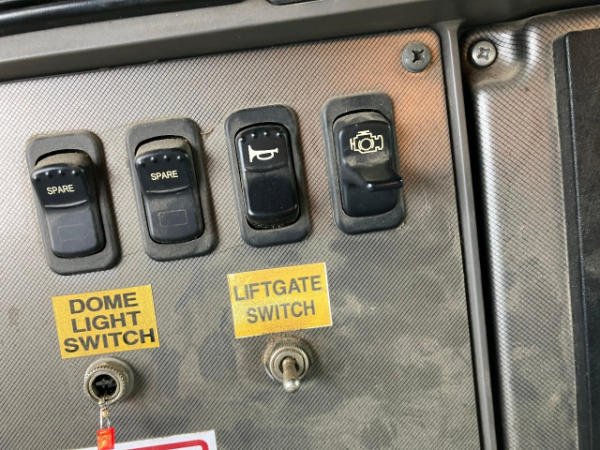 SPARE
SPARE
DOME
LIGHT
SWITCH
LIFTGATE
SWITCH